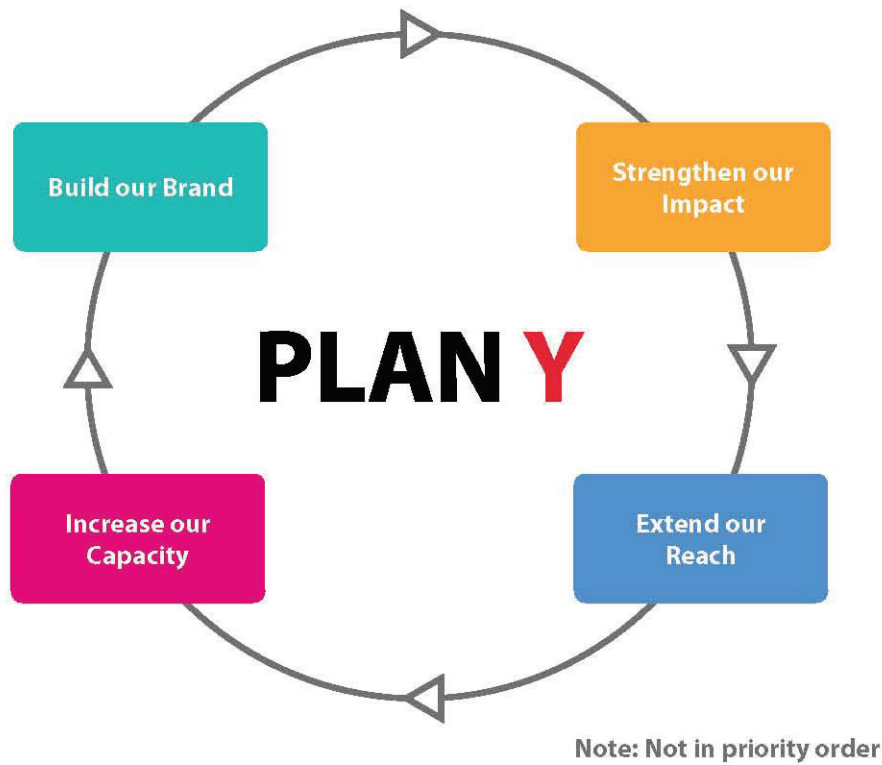 Build our Brand
Strengthen our
Impact
PLAN Y
Increase our
Capacity
Extend our
Reach
Note: Not in priority order